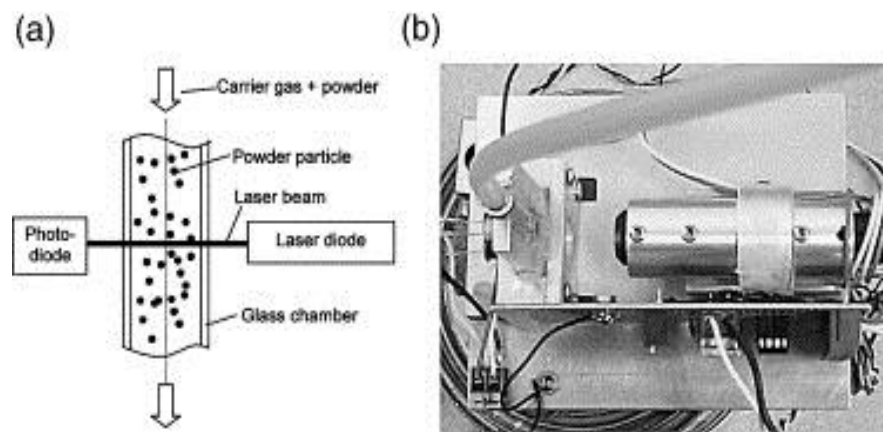 (a)
(b)
Carrier gas + powder
Powder particle
Laser beam
Photo-
diode
Laser diode
Glass chamber